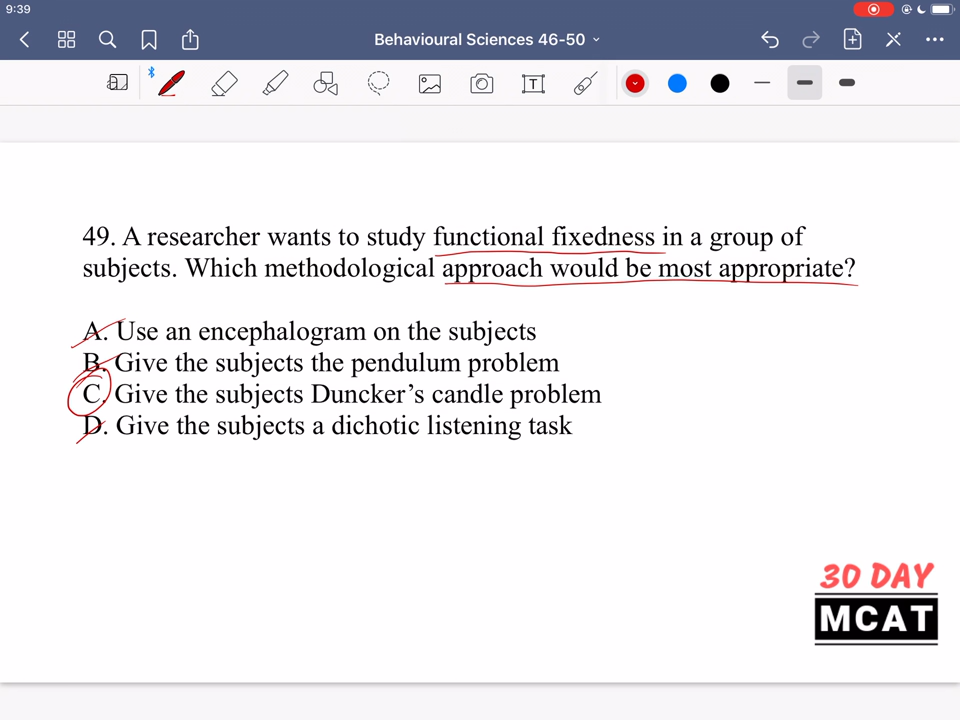 9:39
Behavioural Sciences 46-50
T
49. A researcher wants to study functional fixedness in a group of
subjects. Which methodological approach would be most appropriate?
A. Use an encephalogram on the subjects
B. Give the subjects the pendulum problem
C. Give the subjects Duncker’s candle problem
D. Give the subjects a dichotic listening task
30 DAY
MCAT